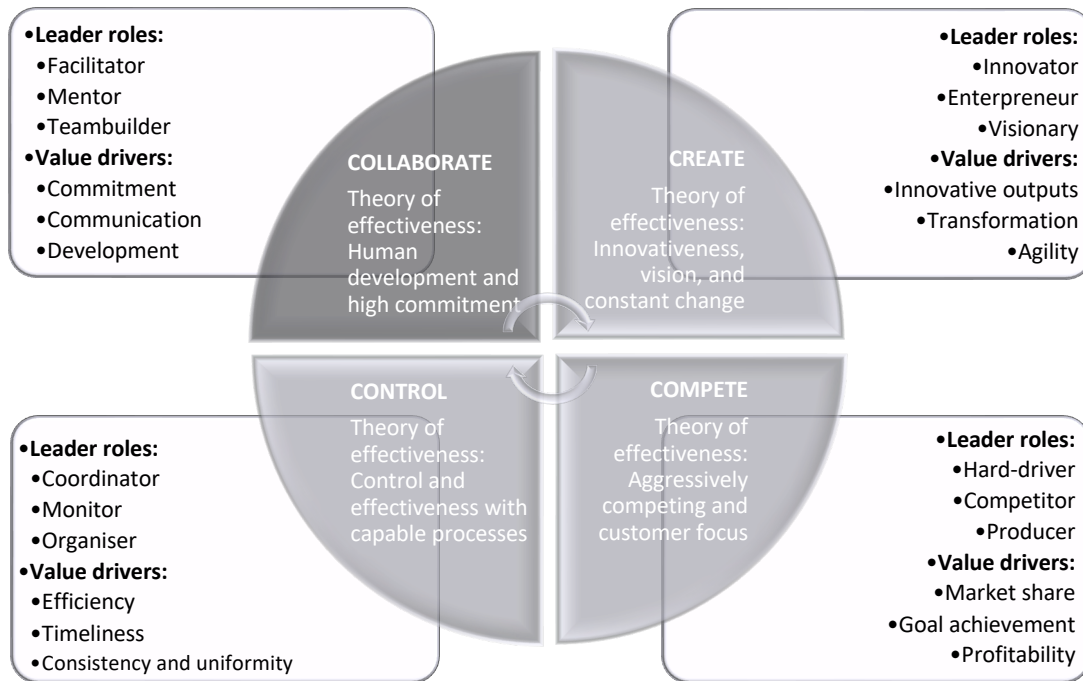 •Leader roles:
•Facilitator
•Mentor
•Teambuilder
•Value drivers:
•Commitment
•Communication
•Development
COLLABORATE
Theory of
effectiveness:
Human
development and
high commitment
CREATE
Theory of
effectiveness:
Innovativeness,
vision, and
constant change
•Leader roles:
•Innovator
•Enterpreneur
•Visionary
•Value drivers:
•Innovative outputs
•Transformation
•Agility
•Leader roles:
•Coordinator
•Monitor
•Organiser
•Value drivers:
•Efficiency
•Timeliness
•Consistency and uniformity
CONTROL
Theory of
effectiveness:
Control and
effectiveness with
capable processes
COMPETE
Theory of
effectiveness:
Aggressively
competing and
customer focus
•Leader roles:
•Hard-driver
•Competitor
•Producer
•Value drivers:
•Market share
•Goal achievement
•Profitability